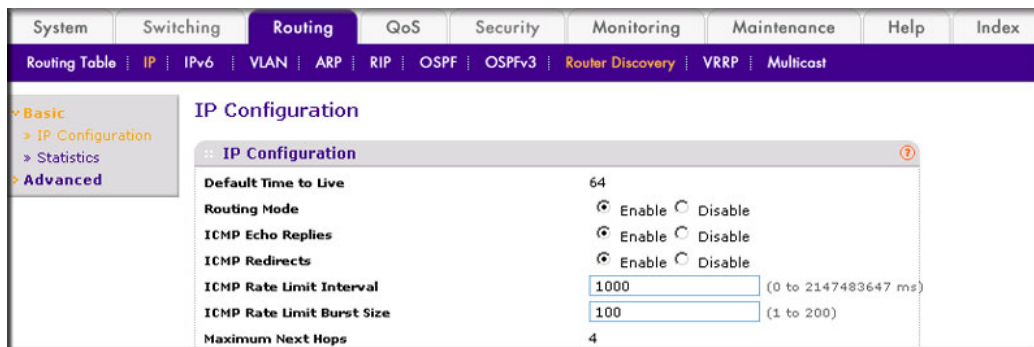 System Switching Routing QoS Security Monitoring Maintenance Help Index
Routing Table IP IPv6 VLAN ARP RIP OSPF OSPFv3 Router Discovery VRRP Multicast
Basic
» IP Configuration
» Statistics
Advanced
IP Configuration
IP Configuration ?
Default Time to Live 64
Routing Mode Enable Disable
ICMP Echo Replies Enable Disable
ICMP Redirects Enable Disable
ICMP Rate Limit Interval 1000 (0 to 2147483647 ms)
ICMP Rate Limit Burst Size 100 (1 to 200)
Maximum Next Hops 4